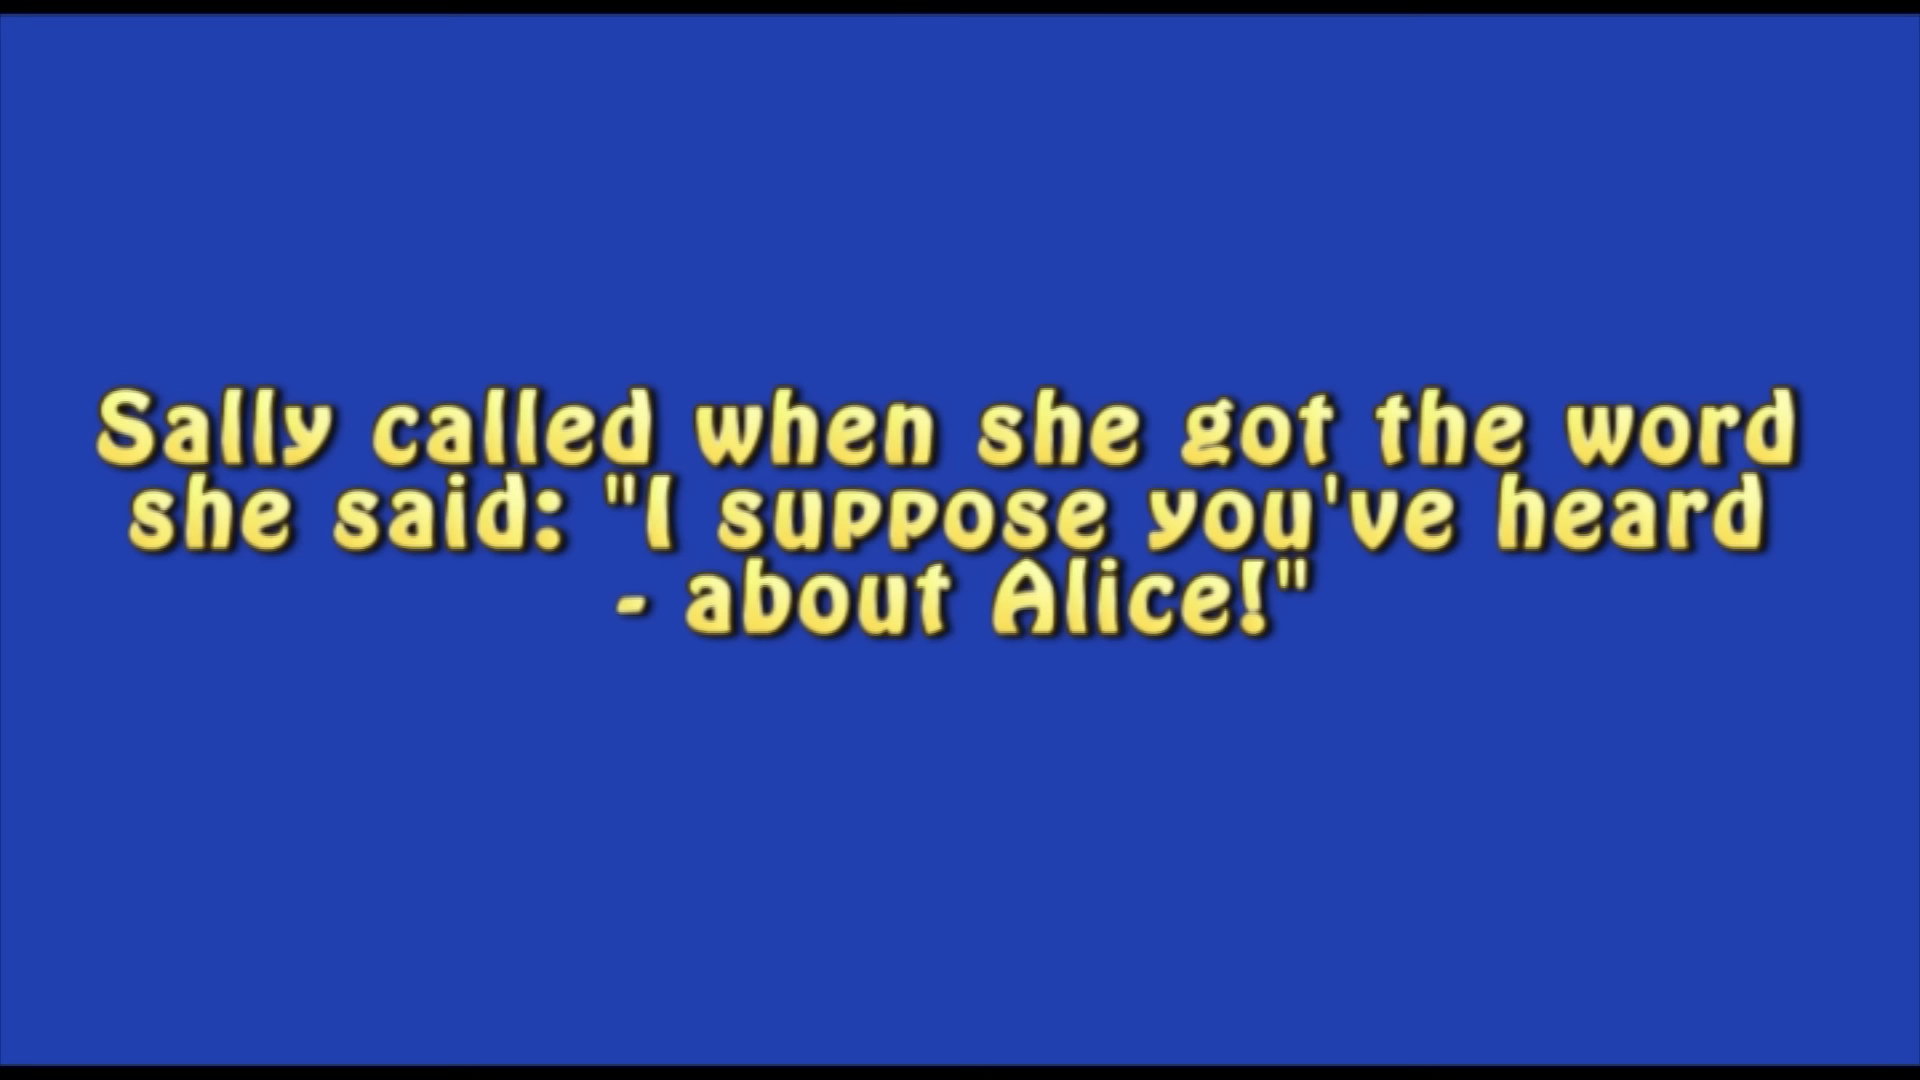 Sally called when she got the word
she said: "I suppose you've heard
- about Alice!"